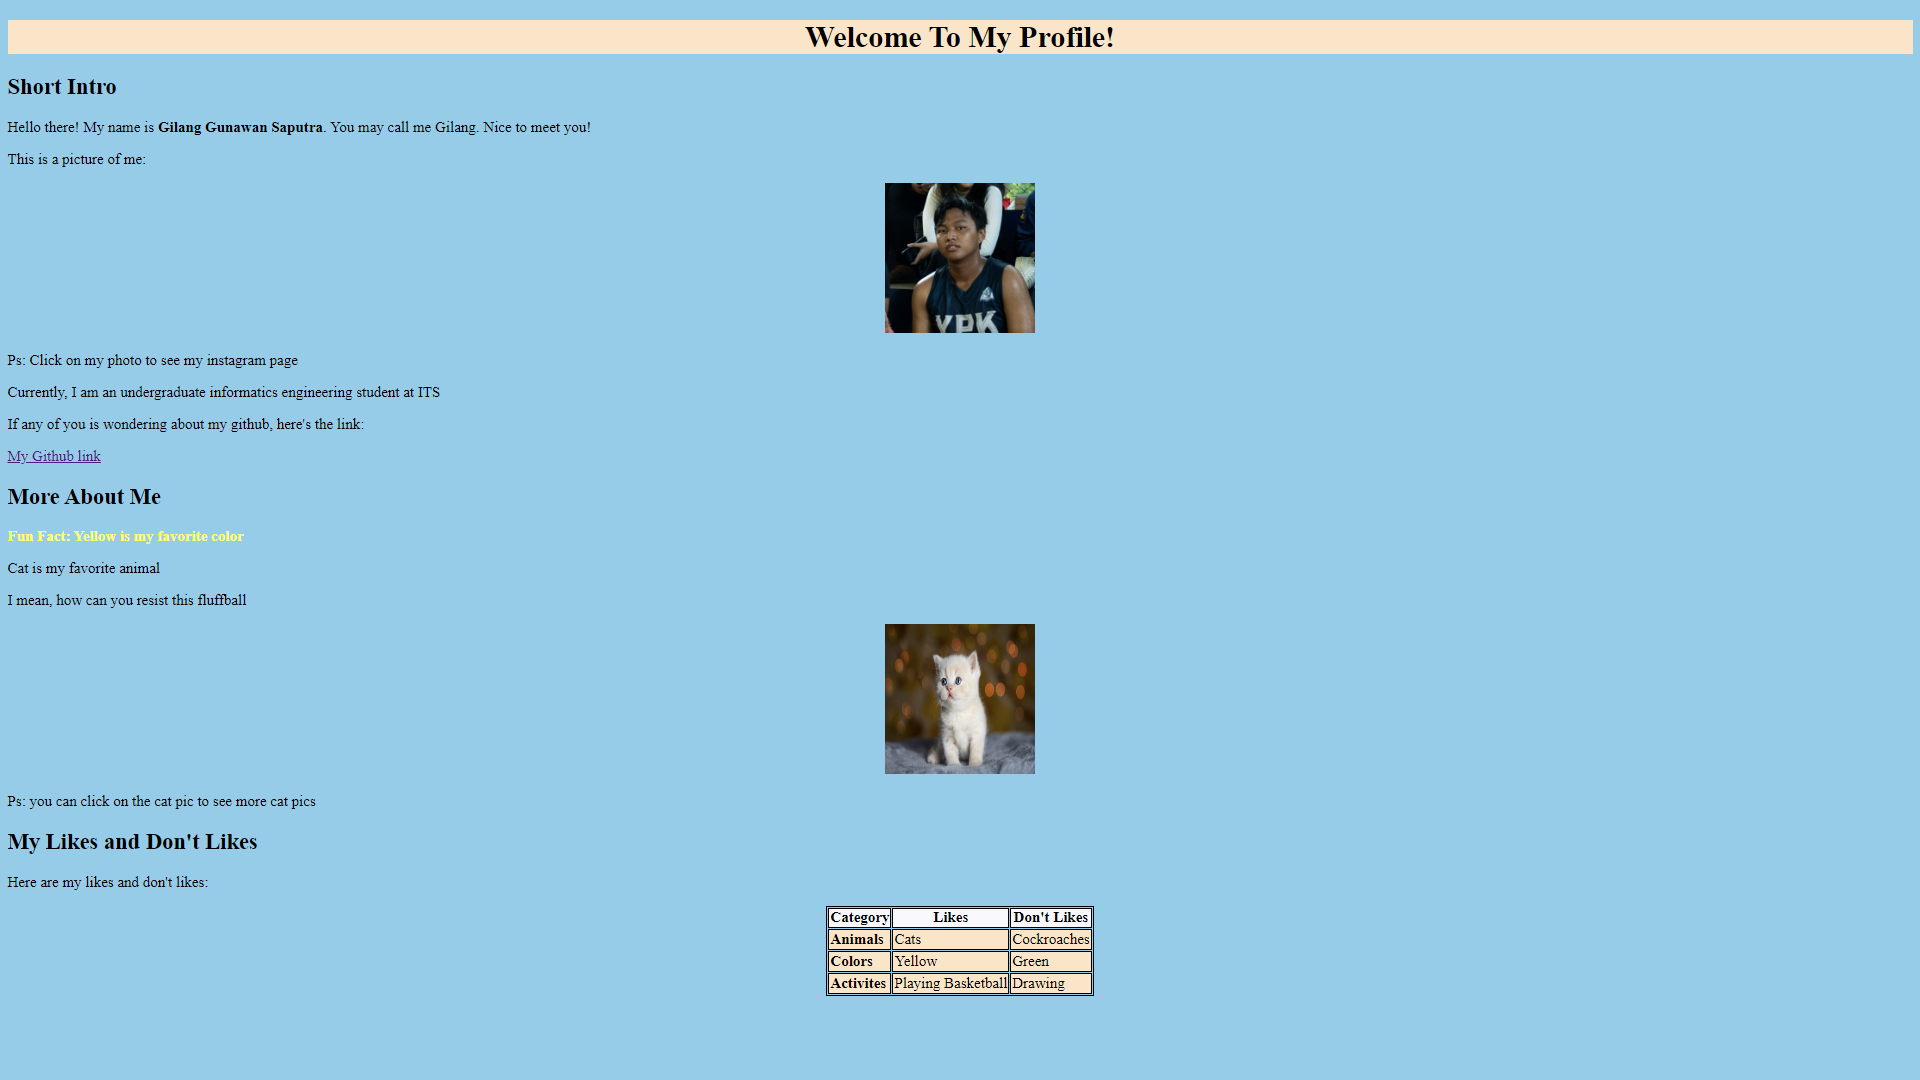 Welcome To My Profile!
Short Intro
Hello there! My name is Gilang Gunawan Saputra. You may call me Gilang. Nice to meet you!
This is a picture of me:
YPK
Ps: Click on my photo to see my instagram page
Currently, I am an undergraduate informatics engineering student at ITS
If any of you is wondering about my github, here's the link:
My Github link
More About Me
Fun Fact: Yellow is my favorite color
Cat is my favorite animal
I mean, how can you resist this fluffball
Ps: you can click on the cat pic to see more cat pics
My Likes and Don't Likes
Here are my likes and don't likes:
Category Likes Don't Likes
Animals Cats Cockroaches
Colors Yellow Green
Activites Playing Basketball Drawing